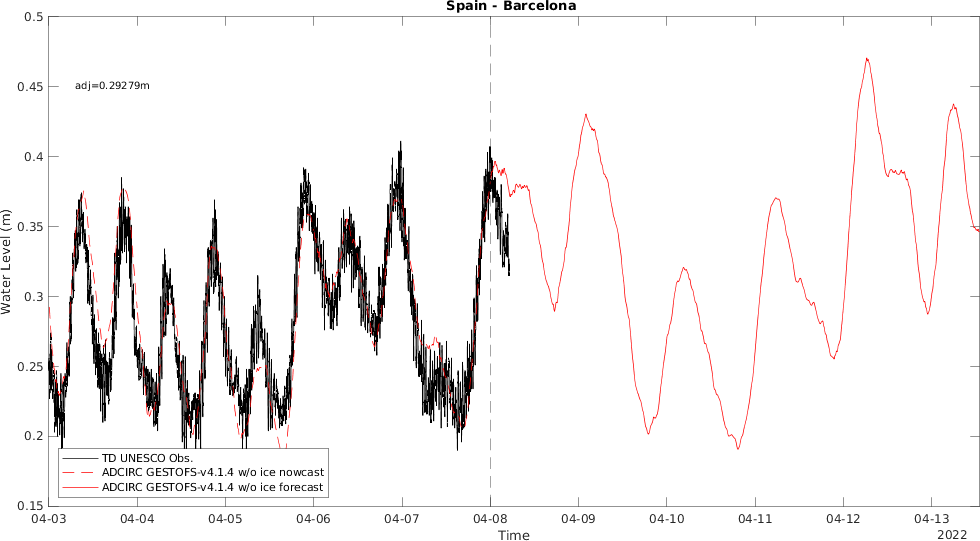 Spain - Barcelona
0.5
0.45
adj=0.29279m
0.4
0.35
0.3
0.25
0.2
0.15
Water Level (m)
TD UNESCO Obs.
ADCIRC GESTOFS-v4.1.4 w/o ice nowcast
ADCIRC GESTOFS-v4.1.4 w/o ice forecast
04-03 04-04 04-05 04-06 04-07 04-08 04-09 04-10 04-11 04-12 04-13
Time
2022